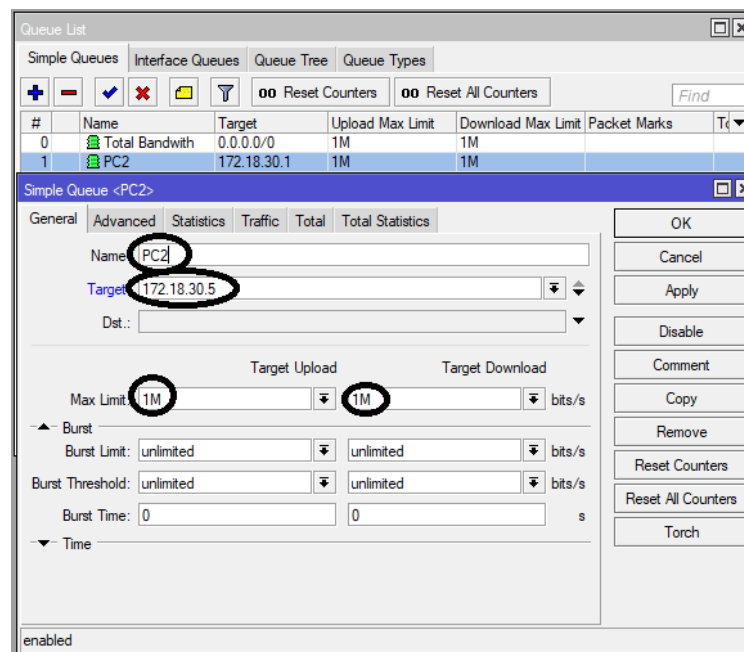 Queue List
Simple Queues Interface Queues Queue Tree Queue Types
00 Reset Counters 00 Reset All Counters Find
# Name Target Upload Max Limit Download Max Limit Packet Marks
0 Total Bandwith 0.0.0.0/0 1M 1M
1 PC2 172.18.30.1 1M 1M
Simple Queue <PC2>
General Advanced Statistics Traffic Total Total Statistics
OK
Name: PC2
Cancel
Target: 172.18.30.5
Apply
Dst.:
Disable
Target Upload Target Download
Comment
Max Limit: 1M 1M bits/s
Copy
Burst
Remove
Burst Limit: unlimited unlimited bits/s
Reset Counters
Burst Threshold: unlimited unlimited bits/s
Reset All Counters
Burst Time: 0 0 s
Torch
Time
enabled